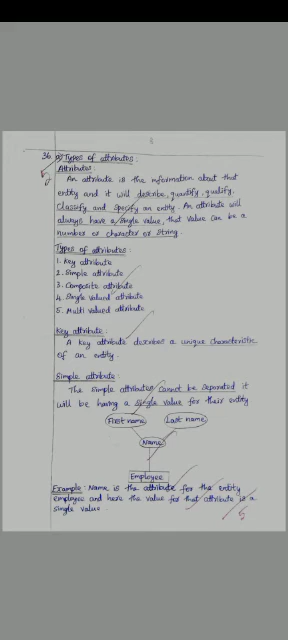 3
36. a) Types of attributes:
Attributes:
An attribute is the information about that
entity and it will describe, quantify, qualify,
classify and specify an entity. An attribute will
always have a single value, that value can be a
number or character or string.
Types of attributes:
1. Key attribute
2. Simple attribute
3. Composite attribute
4. Single valued attribute
5. Multi valued attribute
Key attribute:
A key attribute describes a unique characteristic
of an entity.
Simple attribute:
The simple attributes cannot be separated it
will be having a single value for their entity
First name
Last name
Name
Employee
Example: Name is the attribute for the entity
employee and here the value for that attribute is a
single value.
5